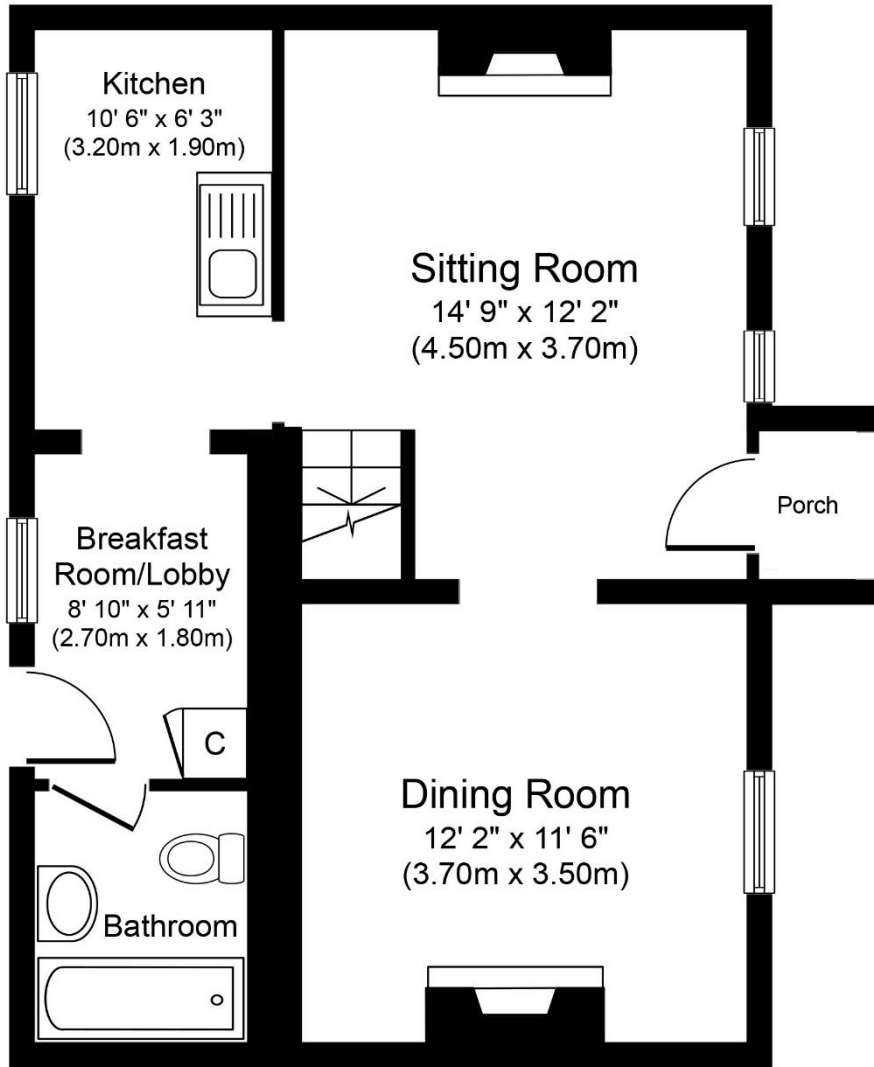 Kitchen
10' 6" x 6' 3"
(3.20m x 1.90m)
Sitting Room
14' 9" x 12' 2"
(4.50m x 3.70m)
Porch
Breakfast
Room/Lobby
8' 10" x 5' 11"
(2.70m x 1.80m)
C
Dining Room
12' 2" x 11' 6"
(3.70m x 3.50m)
Bathroom